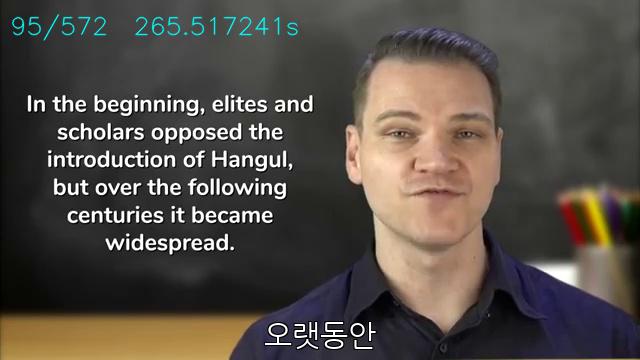 95/572 265.517241s
In the beginning, elites and
scholars opposed the
introduction of Hangul,
but over the following
centuries it became
widespread.
오랫동안